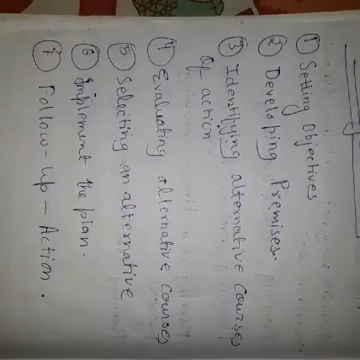 ① Setting Objectives
② Developing Premises.
③ Identifying alternative courses
of action.
④ Evaluating alternative courses
⑤ Selecting an alternative
⑥ Implement the plan.
⑦ Follow-up - Action.